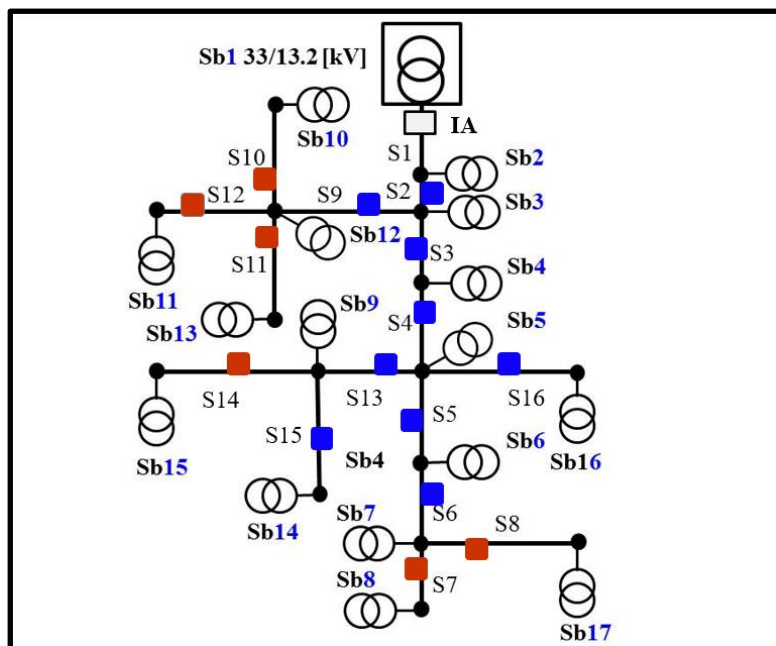 Sb1 33/13.2 [kV]
IA
Sb10
S1
Sb2
S10
S12
S9
S2
Sb3
Sb12
S11
S3
Sb4
Sb11
Sb13
Sb9
S4
Sb5
S14
S13
S16
S5
S15
Sb4
Sb6
Sb15
Sb16
Sb14
Sb7
S6
S8
Sb8
S7
Sb17